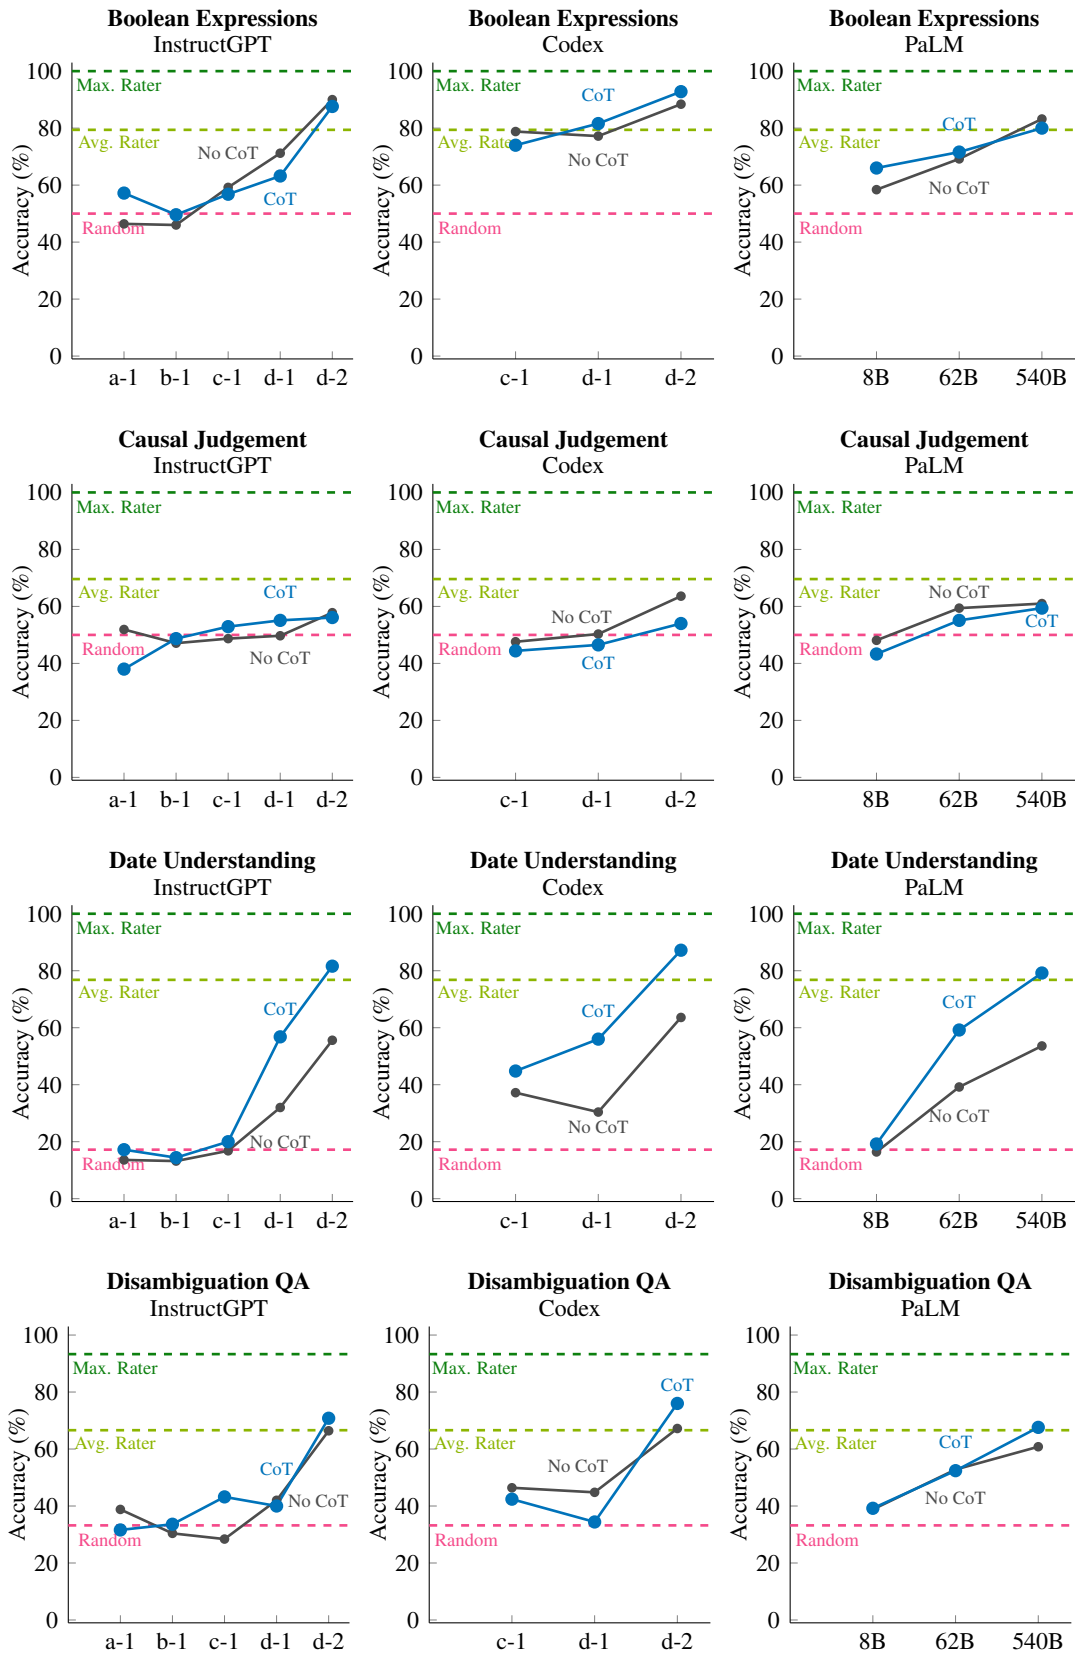 Boolean Expressions
InstructGPT
Accuracy (%)
100
80
60
40
20
0
Max. Rater
Avg. Rater
No CoT
CoT
Random
a-1 b-1 c-1 d-1 d-2
Boolean Expressions
Codex
Accuracy (%)
100
80
60
40
20
0
Max. Rater
CoT
Avg. Rater
No CoT
Random
c-1 d-1 d-2
Boolean Expressions
PaLM
Accuracy (%)
100
80
60
40
20
0
Max. Rater
CoT
Avg. Rater
No CoT
Random
8B 62B 540B
Causal Judgement
InstructGPT
Accuracy (%)
100
80
60
40
20
0
Max. Rater
Avg. Rater
CoT
Random
No CoT
a-1 b-1 c-1 d-1 d-2
Causal Judgement
Codex
Accuracy (%)
100
80
60
40
20
0
Max. Rater
Avg. Rater
No CoT
Random
CoT
c-1 d-1 d-2
Causal Judgement
PaLM
Accuracy (%)
100
80
60
40
20
0
Max. Rater
Avg. Rater
No CoT
CoT
Random
8B 62B 540B
Date Understanding
InstructGPT
Accuracy (%)
100
80
60
40
20
0
Max. Rater
Avg. Rater
CoT
No CoT
Random
a-1 b-1 c-1 d-1 d-2
Date Understanding
Codex
Accuracy (%)
100
80
60
40
20
0
Max. Rater
Avg. Rater
CoT
No CoT
Random
c-1 d-1 d-2
Date Understanding
PaLM
Accuracy (%)
100
80
60
40
20
0
Max. Rater
Avg. Rater
CoT
No CoT
Random
8B 62B 540B
Disambiguation QA
InstructGPT
Accuracy (%)
100
80
60
40
20
0
Max. Rater
Avg. Rater
CoT
No CoT
Random
a-1 b-1 c-1 d-1 d-2
Disambiguation QA
Codex
Accuracy (%)
100
80
60
40
20
0
Max. Rater
CoT
Avg. Rater
No CoT
Random
c-1 d-1 d-2
Disambiguation QA
PaLM
Accuracy (%)
100
80
60
40
20
0
Max. Rater
Avg. Rater
CoT
No CoT
Random
8B 62B 540B